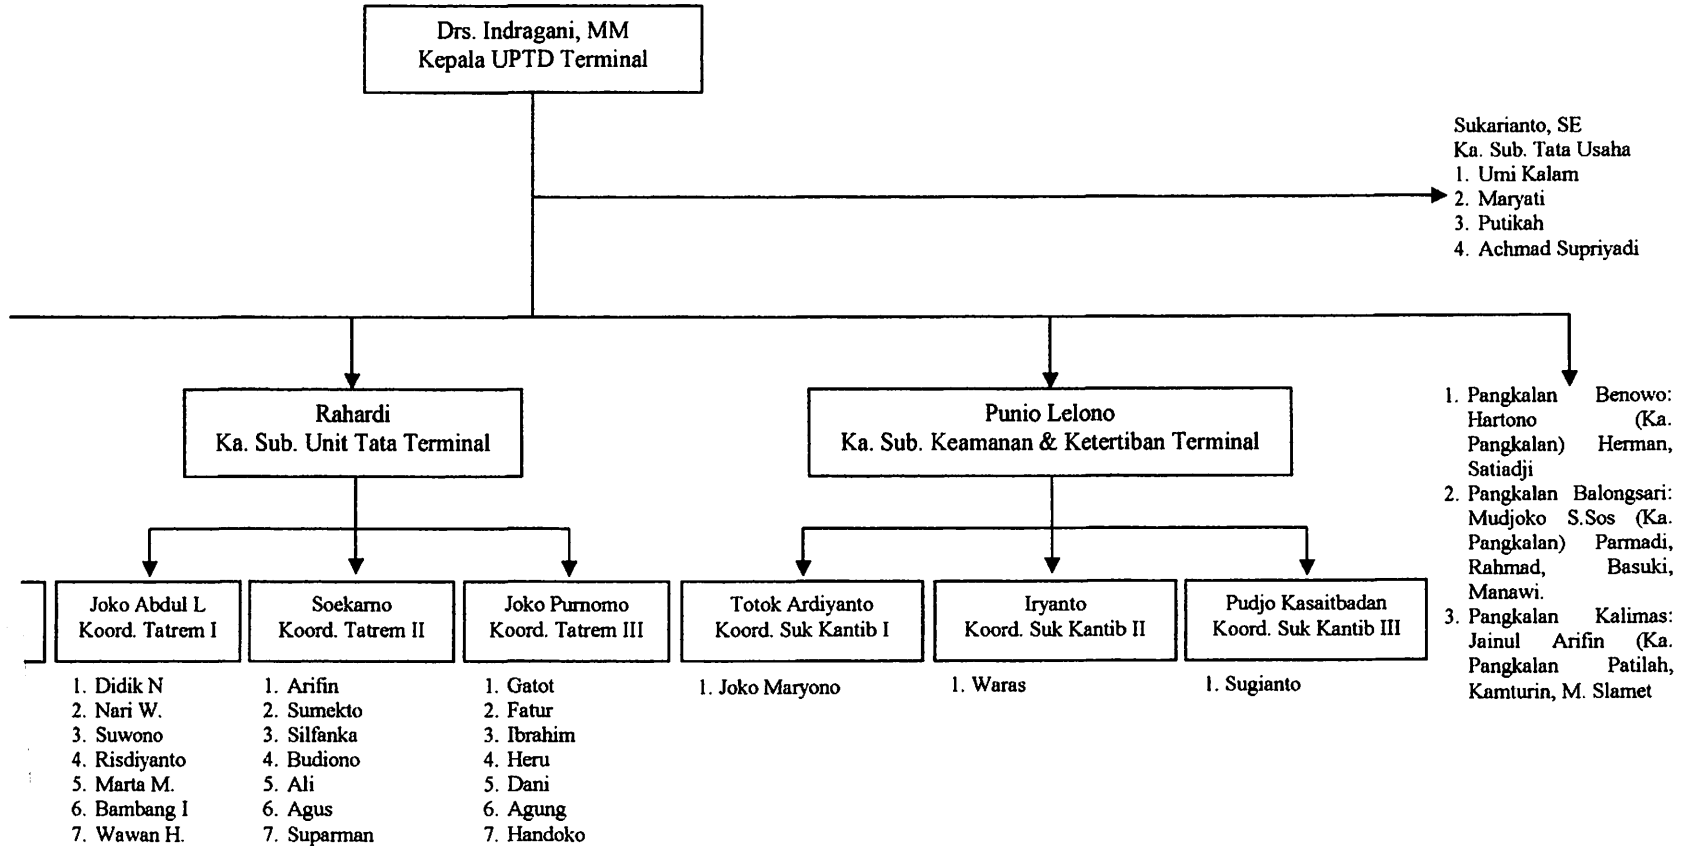 Drs. Indragani, MM
Kepala UPTD Terminal
Sukarianto, SE
Ka. Sub. Tata Usaha
1. Umi Kalam
2. Maryati
3. Putikah
4. Achmad Supriyadi
Rahardi
Ka. Sub. Unit Tata Terminal
Punio Lelono
Ka. Sub. Keamanan & Ketertiban Terminal
1. Pangkalan Benowo:
Hartono (Ka.
Pangkalan) Herman,
Satiadji
2. Pangkalan Balongsari:
Mudjoko S.Sos (Ka.
Pangkalan) Parmadi,
Rahmad, Basuki,
Manawi.
3. Pangkalan Kalimas:
Jainul Arifin (Ka.
Pangkalan Patilah,
Kamturin, M. Slamet
Joko Abdul L
Koord. Tatrem I
1. Didik N
2. Nari W.
3. Suwono
4. Risdiyanto
5. Marta M.
6. Bambang I
7. Wawan H.
Soekarno
Koord. Tatrem II
1. Arifin
2. Sumekto
3. Silfanka
4. Budiono
5. Ali
6. Agus
7. Suparman
Joko Purnomo
Koord. Tatrem III
1. Gatot
2. Fatur
3. Ibrahim
4. Heru
5. Dani
6. Agung
7. Handoko
Totok Ardiyanto
Koord. Suk Kantib I
1. Joko Maryono
Iryanto
Koord. Suk Kantib II
1. Waras
Pudjo Kasaitbadan
Koord. Suk Kantib III
1. Sugianto